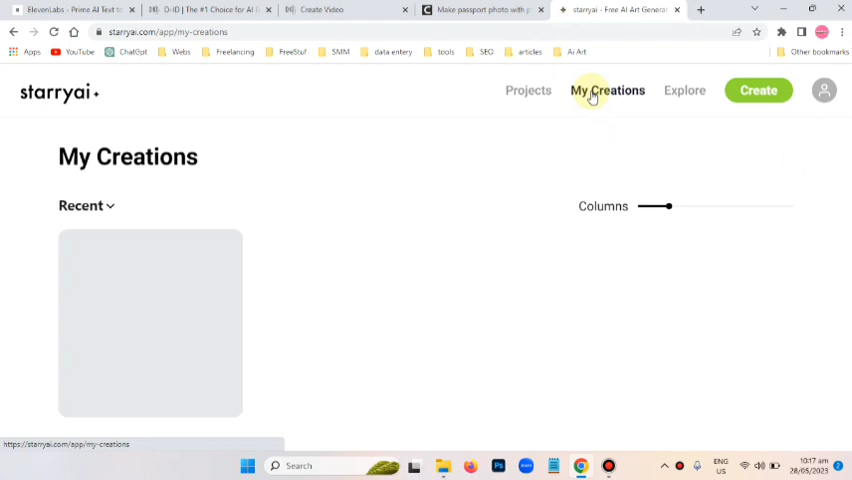 ElevenLabs - Prime AI Text to
D-ID | The #1 Choice for AI
Create Video
Make passport photo with p
starryai - Free AI Art Genera
starryai.com/app/my-creations
Apps
YouTube
ChatGpt
Webs
Freelancing
FreeStuf
SMM
data entery
tools
SEO
articles
Ai Art
Other bookmarks
starryai
Projects
My Creations
Explore
Create
My Creations
Recent
Columns
https://starryai.com/app/my-creations
Search
Ps
ENG
US
10:17 am
28/05/2023
2